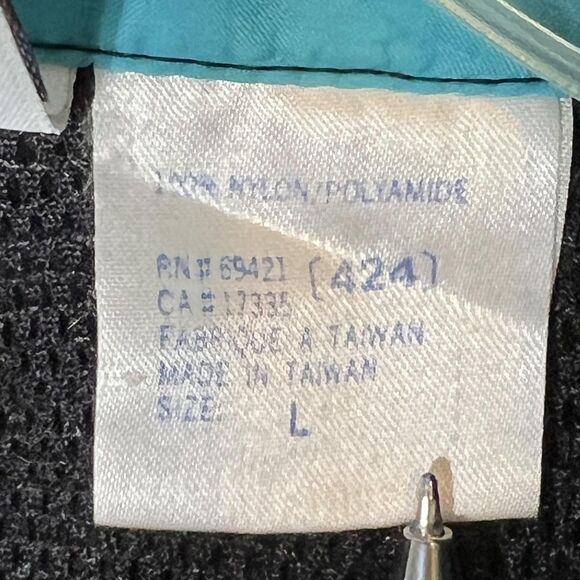 100% NYLON/POLYAMIDE
RN# 69421 (424)
CA# 17335
FABRIQUE A TAIWAN
MADE IN TAIWAN
SIZE: L